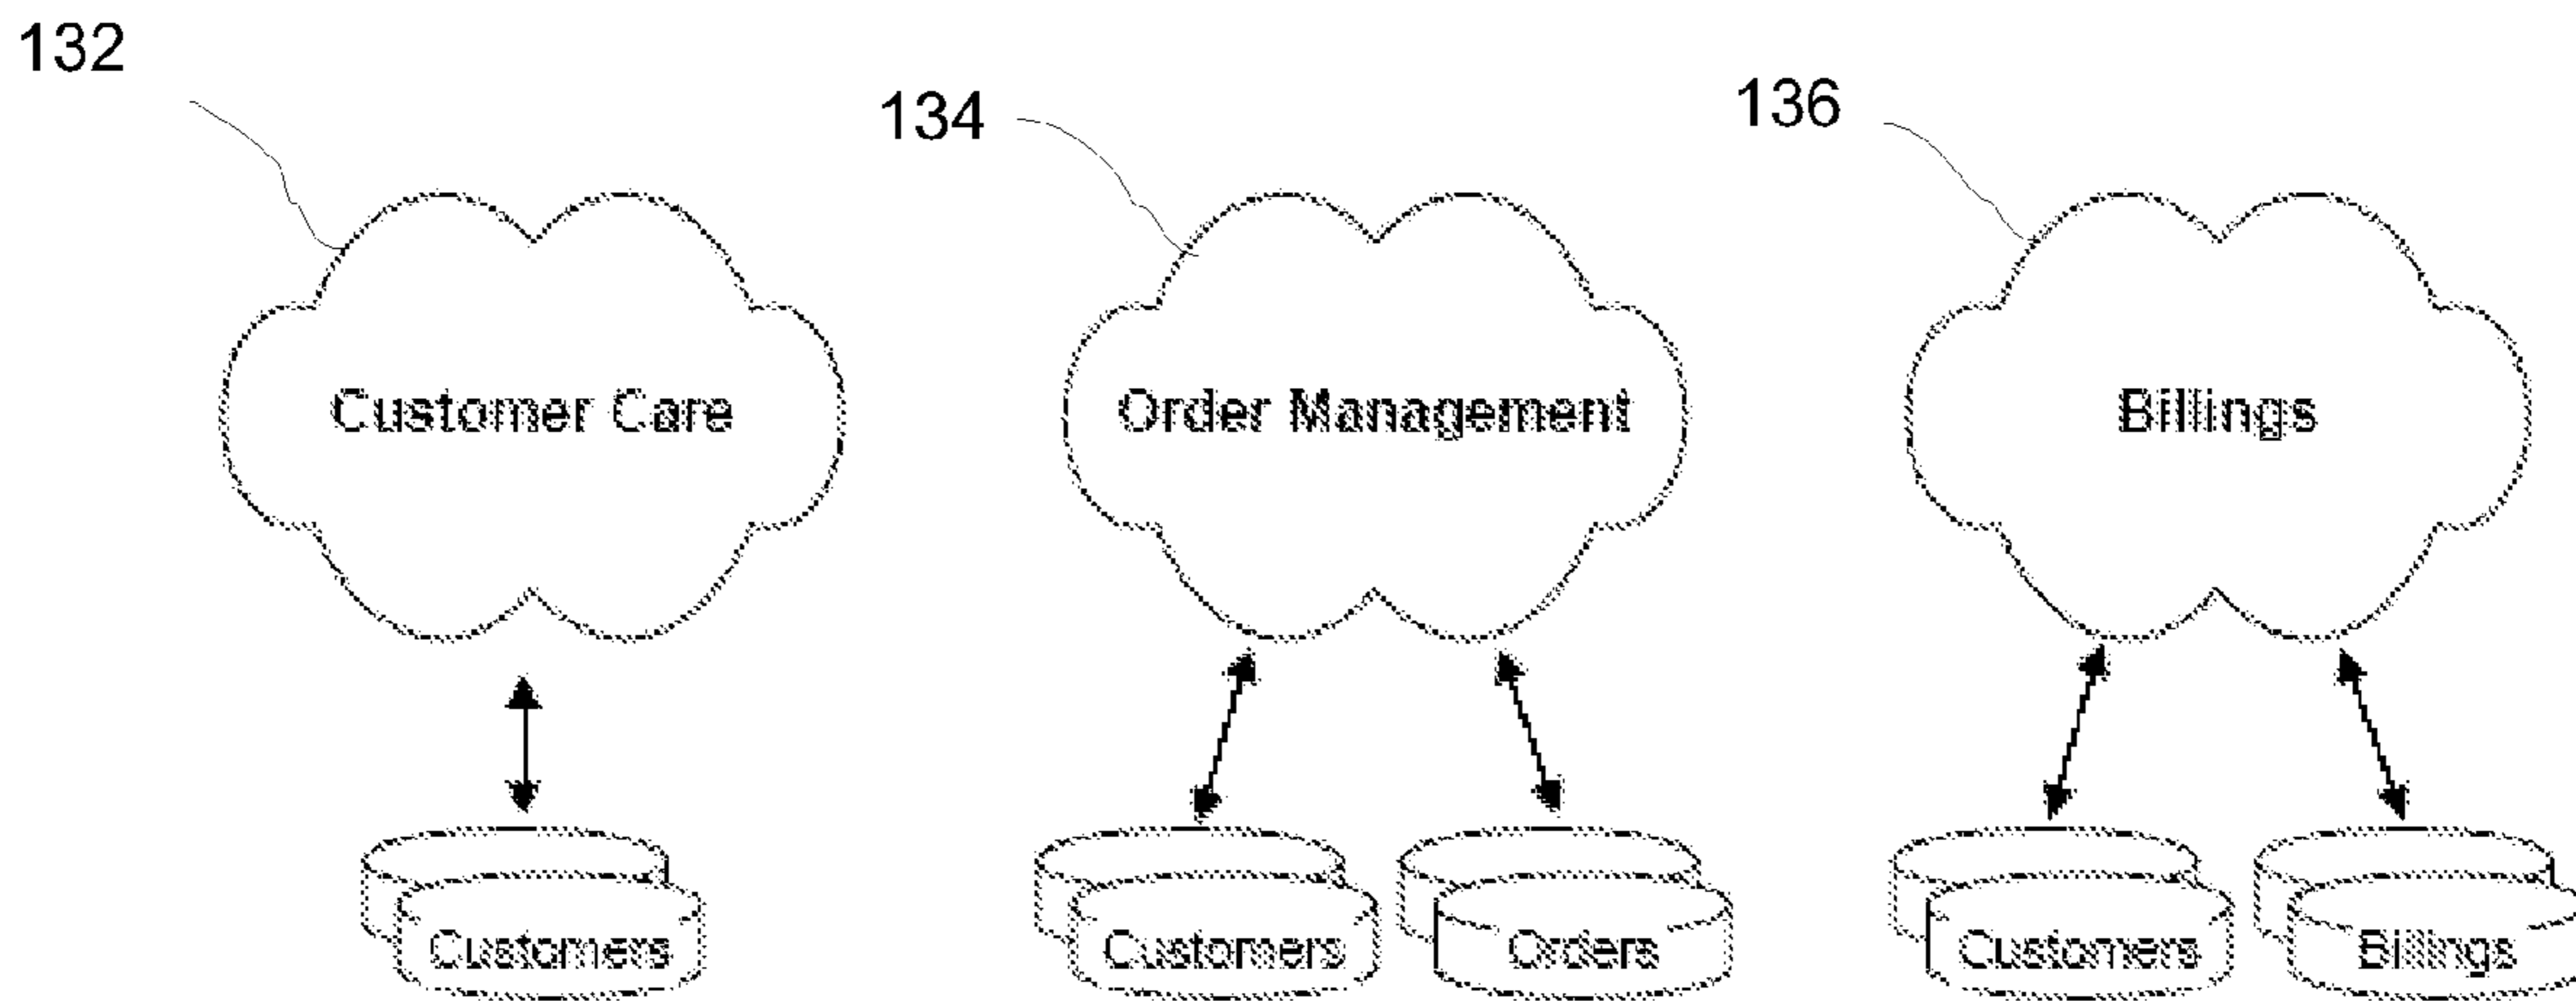 132
134
136
Customer Care
Order Management
Billings
Customers
Customers
Orders
Customers
Billings